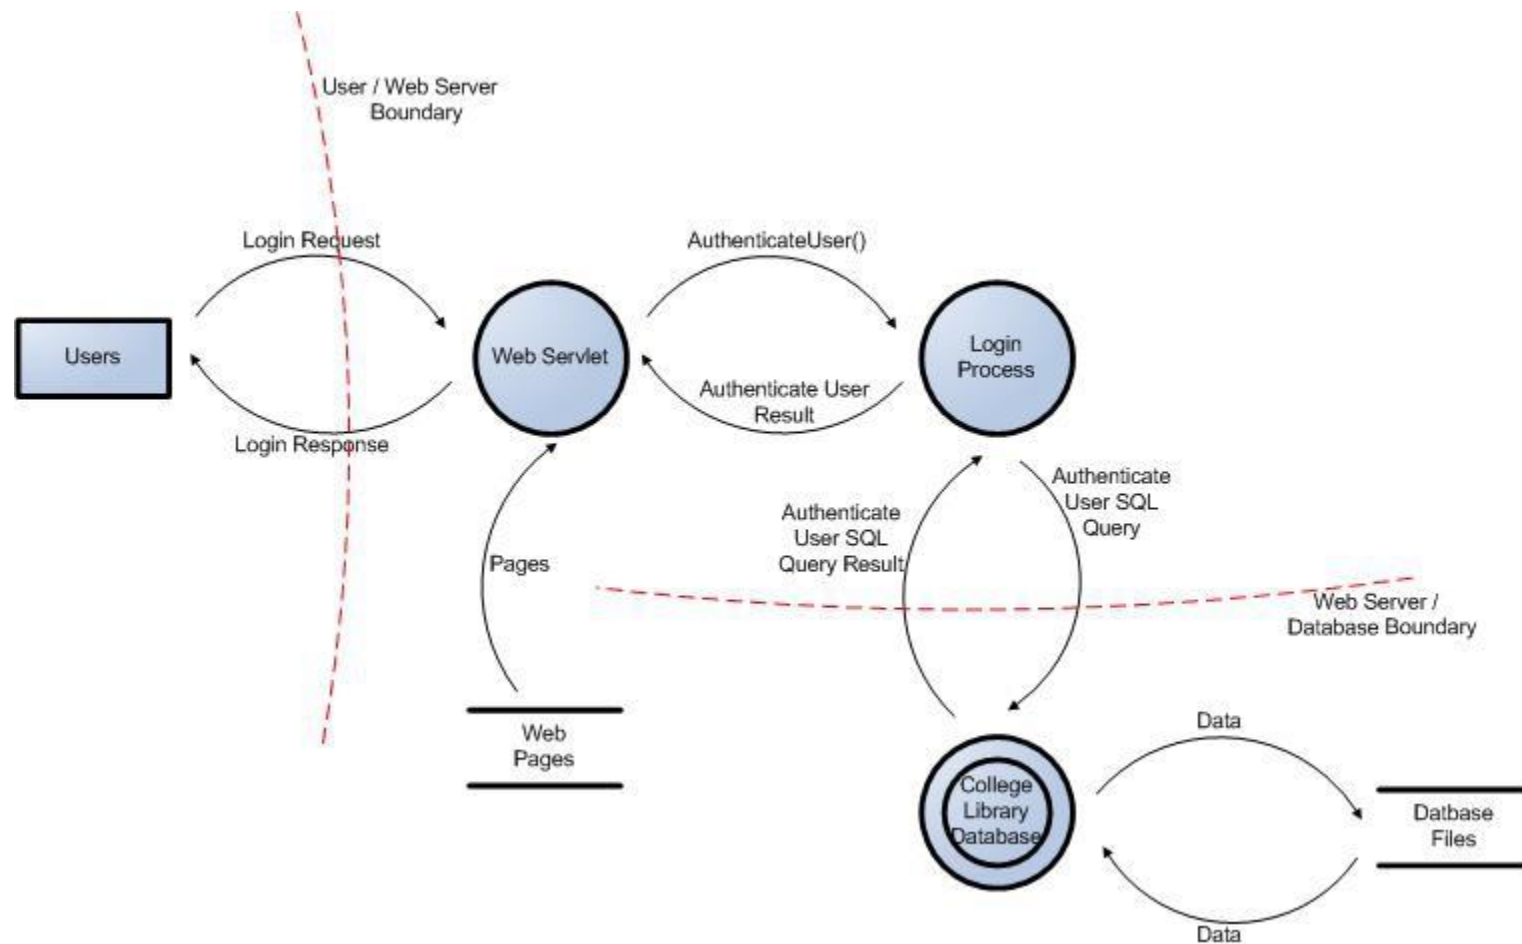 User / Web Server
Boundary
Login Request
AuthenticateUser()
Users
Web Servlet
Login
Process
Authenticate User
Result
Login Response
Authenticate
User SQL
Query
Authenticate
User SQL
Query Result
Pages
Web Server /
Database Boundary
Web
Pages
Data
College
Library
Database
Datbase
Files
Data